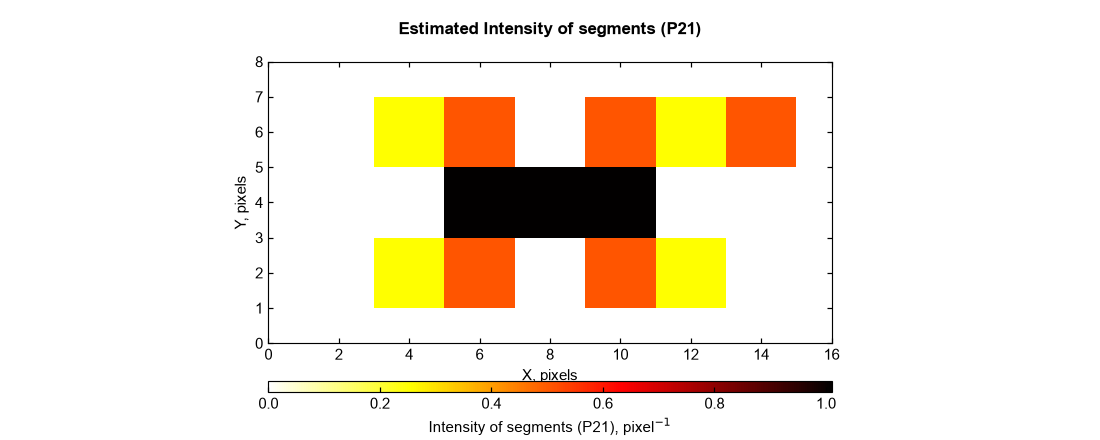 Estimated Intensity of segments (P21)
8
7
6
5
4
3
2
1
0
Y, pixels
0 2 4 6 8 10 12 14 16
X, pixels
0.0 0.2 0.4 0.6 0.8 1.0
Intensity of segments (P21), pixel⁻¹